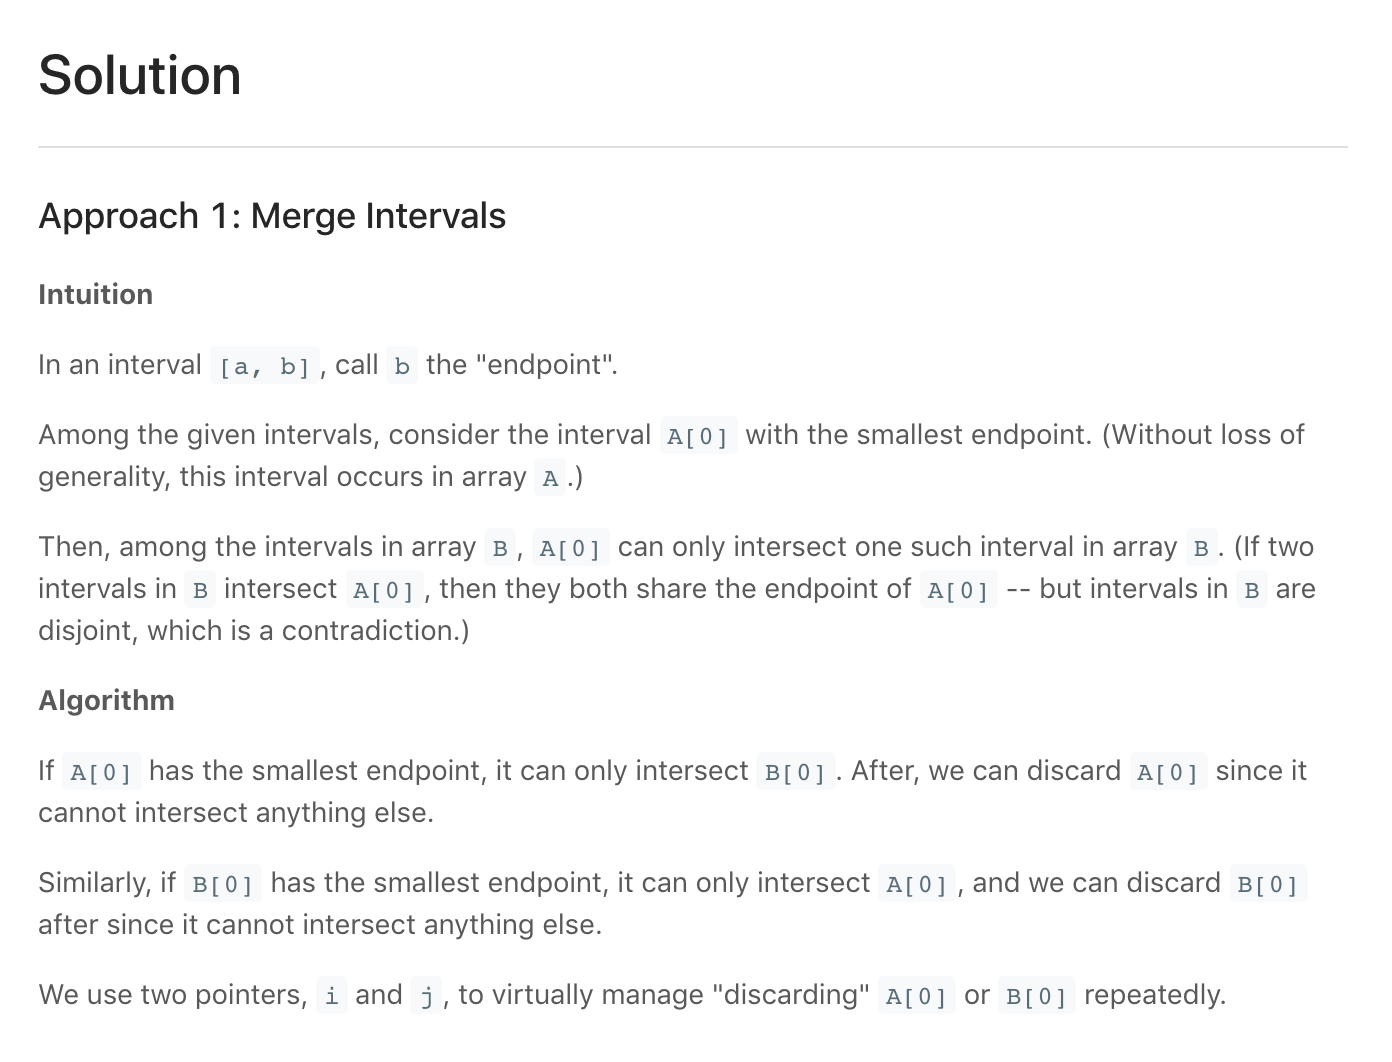 Solution
Approach 1: Merge Intervals
Intuition
In an interval [a, b], call b the "endpoint".
Among the given intervals, consider the interval A[0] with the smallest endpoint. (Without loss of
generality, this interval occurs in array A.)
Then, among the intervals in array B, A[0] can only intersect one such interval in array B. (If two
intervals in B intersect A[0], then they both share the endpoint of A[0] -- but intervals in B are
disjoint, which is a contradiction.)
Algorithm
If A[0] has the smallest endpoint, it can only intersect B[0]. After, we can discard A[0] since it
cannot intersect anything else.
Similarly, if B[0] has the smallest endpoint, it can only intersect A[0], and we can discard B[0]
after since it cannot intersect anything else.
We use two pointers, i and j, to virtually manage "discarding" A[0] or B[0] repeatedly.